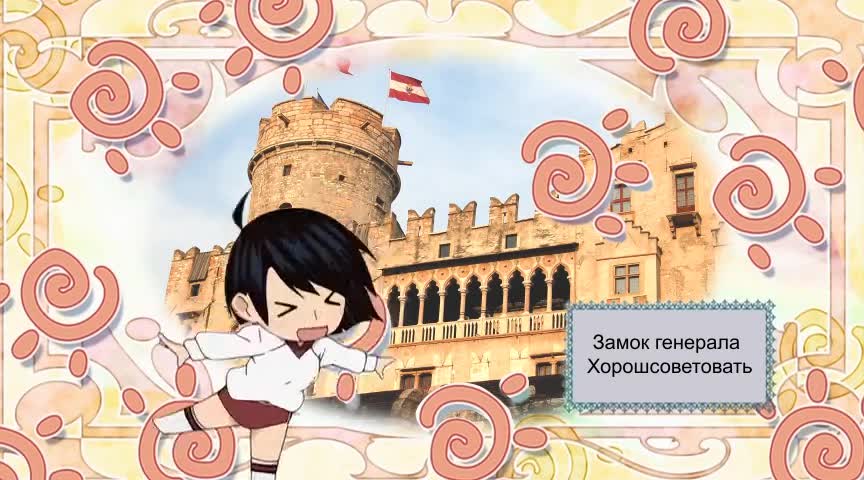 Замок генерала
Хорошсоветовать